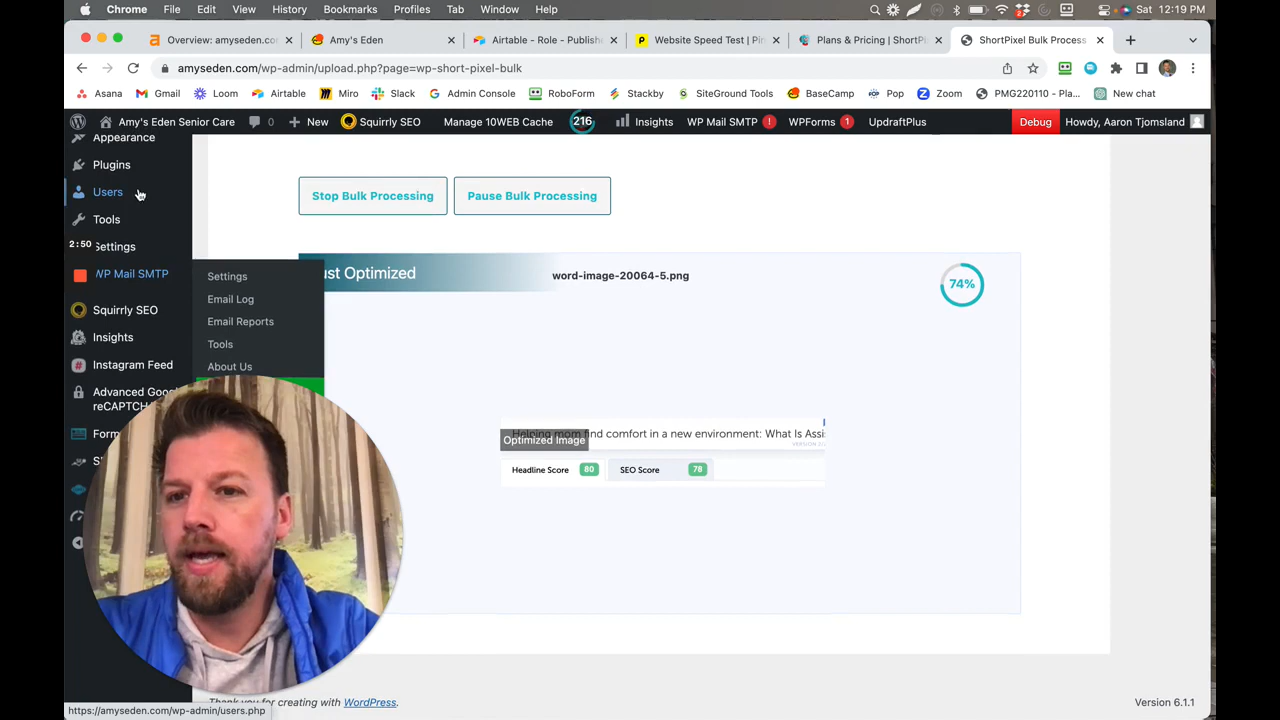 Chrome File Edit View History Bookmarks Profiles Tab Window Help Sat 12:19 PM
Overview: amyseden.co
Amy's Eden
Airtable - Role - Publish
Website Speed Test | Pin
Plans & Pricing | ShortPi
ShortPixel Bulk Process
amyseden.com/wp-admin/upload.php?page=wp-short-pixel-bulk
Asana Gmail Loom Airtable Miro Slack Admin Console RoboForm Stackby SiteGround Tools BaseCamp Pop Zoom PMG220110 - Pla... New chat
Amy's Eden Senior Care 0 New Squirrly SEO Manage 10WEB Cache 216 Insights WP Mail SMTP ! WPForms 1 UpdraftPlus Debug Howdy, Aaron Tjomsland
Appearance
Plugins
Users
Tools
2:50
Settings
WP Mail SMTP
Squirrly SEO
Insights
Instagram Feed
Advanced Goo
reCAPTCH
Form
Settings
Email Log
Email Reports
Tools
About Us
Stop Bulk Processing
Pause Bulk Processing
ust Optimized
word-image-20064-5.png
74%
Helping mom find comfort in a new environment: What Is Assi
Optimized Image
Headline Score 80 SEO Score 78
Thank you for creating with WordPress.
Version 6.1.1
https://amyseden.com/wp-admin/users.php